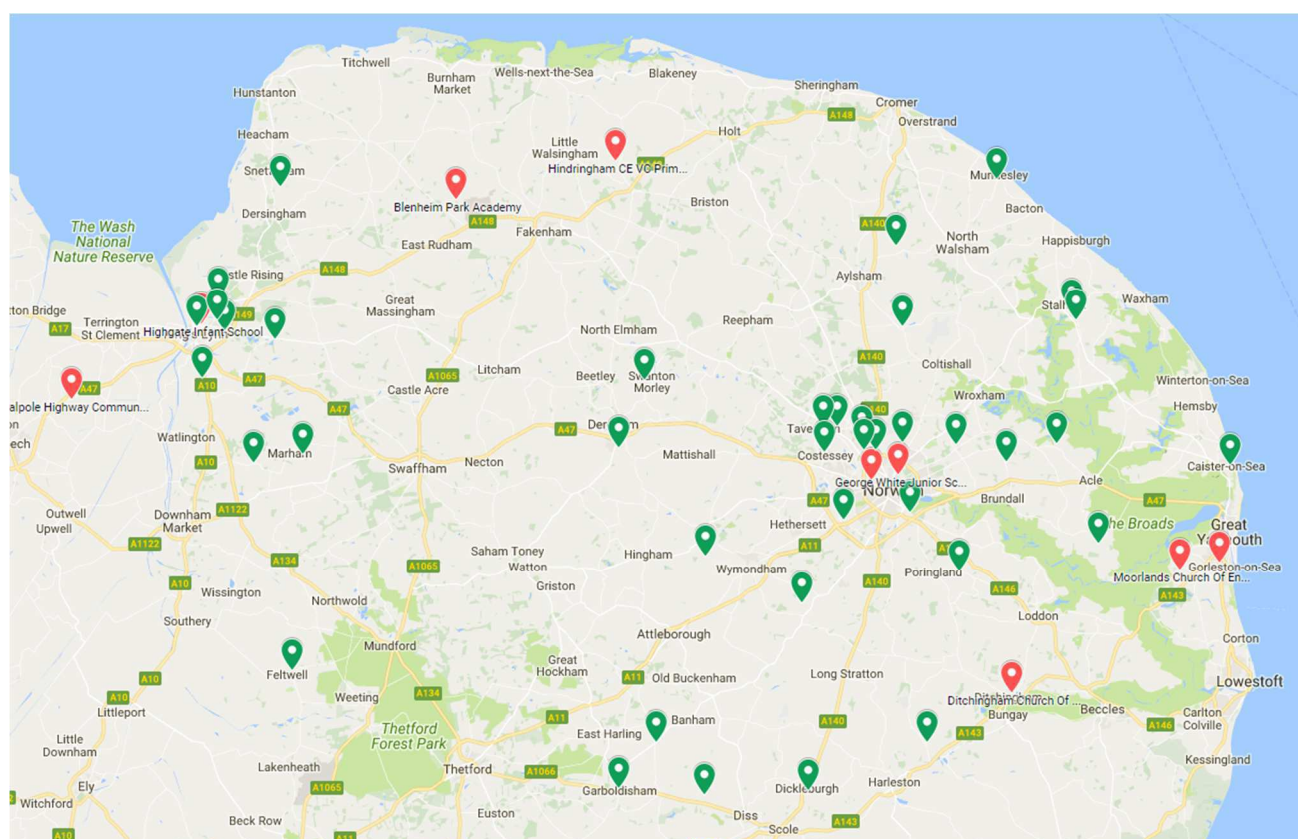 Titchwell
Burnham
Market
Wells-next-the-Sea
Blakeney
Sheringham
Cromer
Overstrand
Hunstanton
Heacham
A148
Holt
Little
Walsingham
Hindringham CE VC Prim...
Blenheim Park Academy
A148
Dersingham
Briston
Bacton
The Wash
National
Nature Reserve
East Rudham
Fakenham
A140
North
Walsham
Happisburgh
A148
Aylsham
Great
Massingham
Waxham
A17
Terrington
St Clement
Highgate Infant School
North Elmham
Reepham
A140
Coltishall
A47
A10
A47
Castle Acre
A1065
Litcham
Beetley
Swanton
Morley
Wroxham
Winterton-on-Sea
Hemsby
A47
A140
Watlington
A10
Marham
Swaffham
Necton
A47
Mattishall
Costessey
Caister-on-Sea
George White Junior Sc...
Acle
Outwell
Upwell
Downham
Market
A1122
A47
Norwich
Brundall
A47
The Broads
Great
Yarmouth
A1122
A134
A1065
Saham Toney
Watton
Hingham
Hethersett
A11
Wymondham
Poringland
Gorleston-on-Sea
Moorlands Church Of En...
A10
Wissington
Griston
A140
A146
A143
Southery
Northwold
Attleborough
Loddon
Corton
Mundford
Feltwell
Great
Hockham
A11
Old Buckenham
Long Stratton
Lowestoft
A10
Weeting
A134
Ditchingham
Ditchingham Church Of ...
Bungay
Beccles
A10
Littleport
A11
Banham
A140
A143
A146
Carlton
Colville
Thetford
Forest Park
East Harling
Little
Downham
Lakenheath
Thetford
A1066
Kessingland
Ely
A1065
Garboldisham
Dickleburgh
Harleston
Witchford
Euston
Diss
A10
Beck Row
A11
Scole
A143